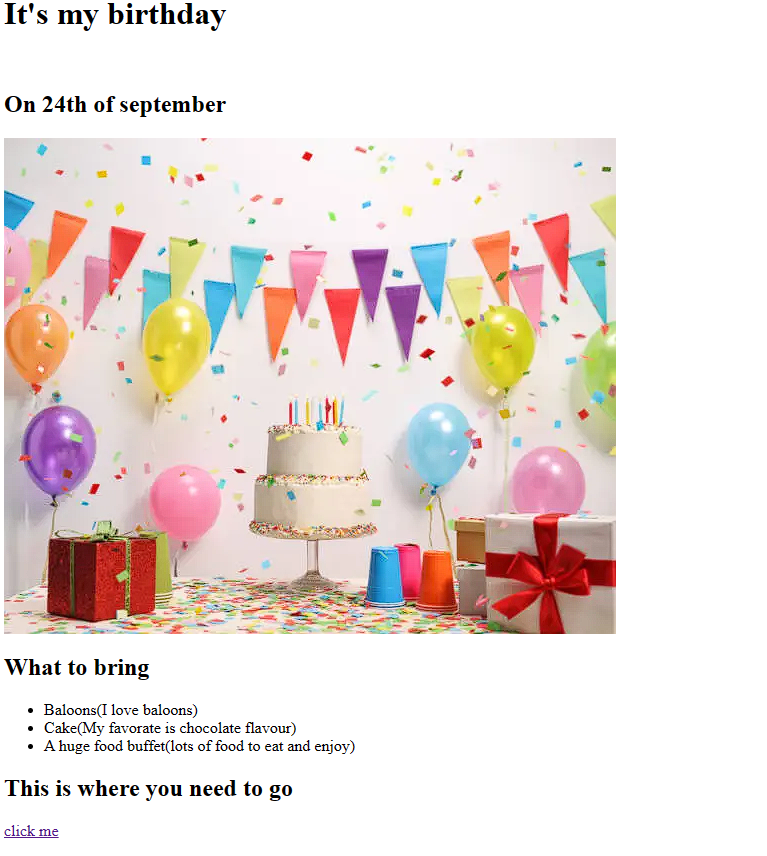 It's my birthday
On 24th of september
What to bring
Baloons(I love baloons)
Cake(My favorate is chocolate flavour)
A huge food buffet(lots of food to eat and enjoy)
This is where you need to go
click me